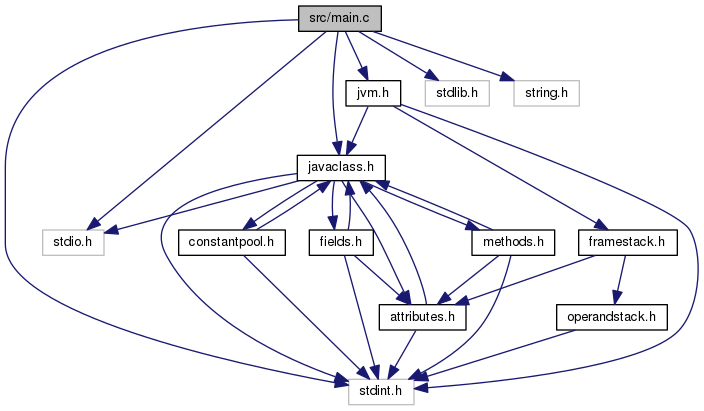 src/main.c
jvm.h
stdlib.h
string.h
javaclass.h
stdio.h
constantpool.h
fields.h
methods.h
framestack.h
attributes.h
operandstack.h
stdint.h